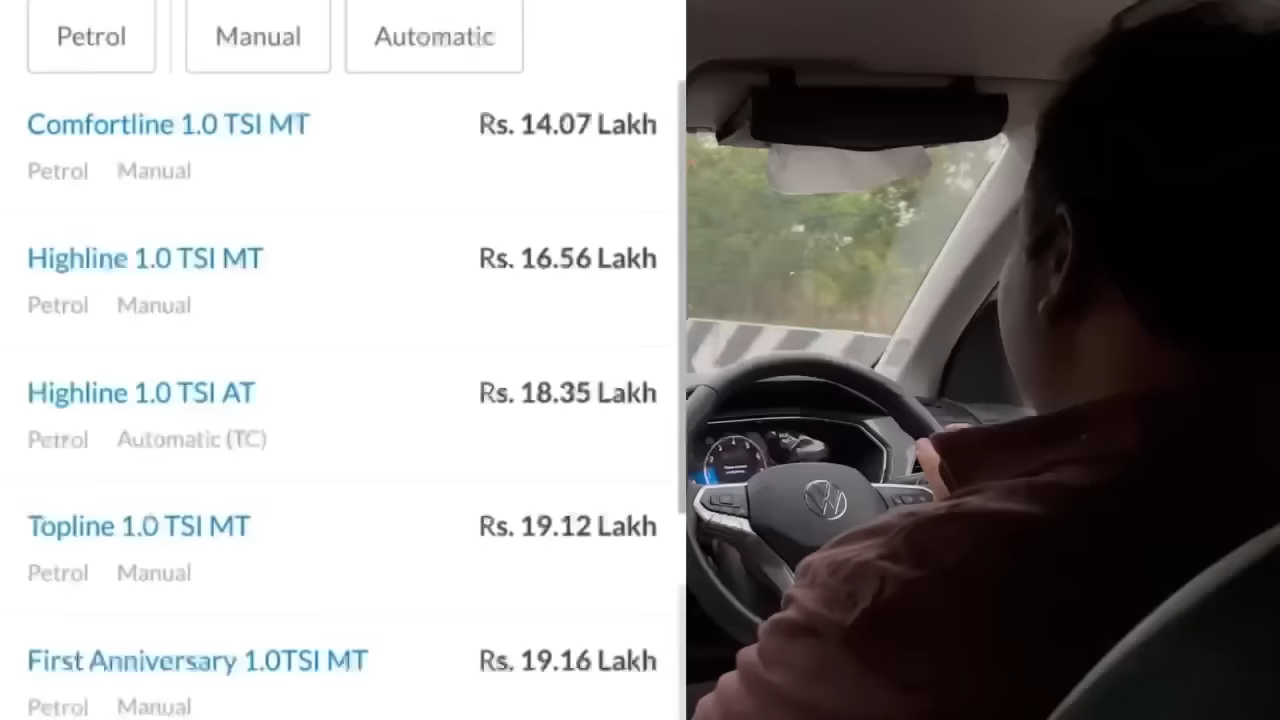 Petrol Manual Automatic
Comfortline 1.0 TSI MT Rs. 14.07 Lakh
Petrol Manual
Highline 1.0 TSI MT Rs. 16.56 Lakh
Petrol Manual
Highline 1.0 TSI AT Rs. 18.35 Lakh
Petrol Automatic (TC)
Topline 1.0 TSI MT Rs. 19.12 Lakh
Petrol Manual
First Anniversary 1.0TSI MT Rs. 19.16 Lakh
Petrol Manual